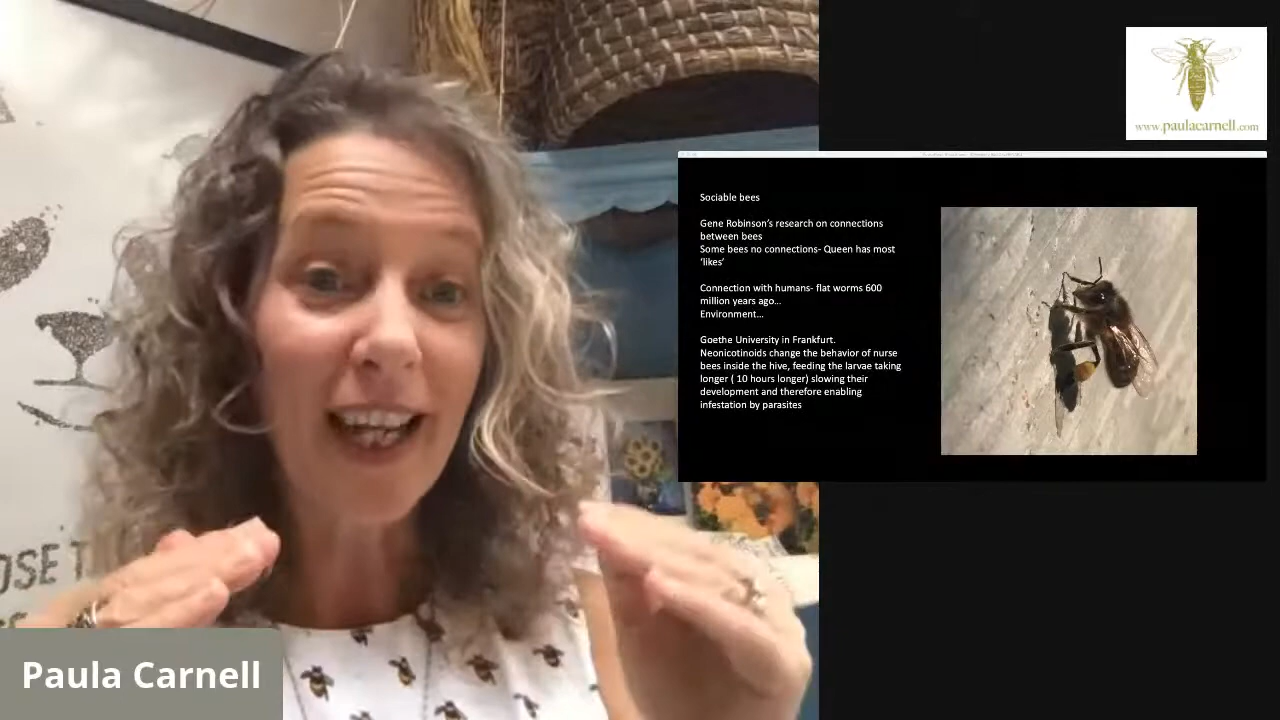 www.paulacarnell.com
Sociable bees
Gene Robinson's research on connections
between bees
Some bees no connections- Queen has most
'likes'
Connection with humans- flat worms 600
million years ago...
Environment...
Goethe University in Frankfurt.
Neonicotinoids change the behavior of nurse
bees inside the hive, feeding the larvae taking
longer ( 10 hours longer) slowing their
development and therefore enabling
infestation by parasites
Paula Carnell